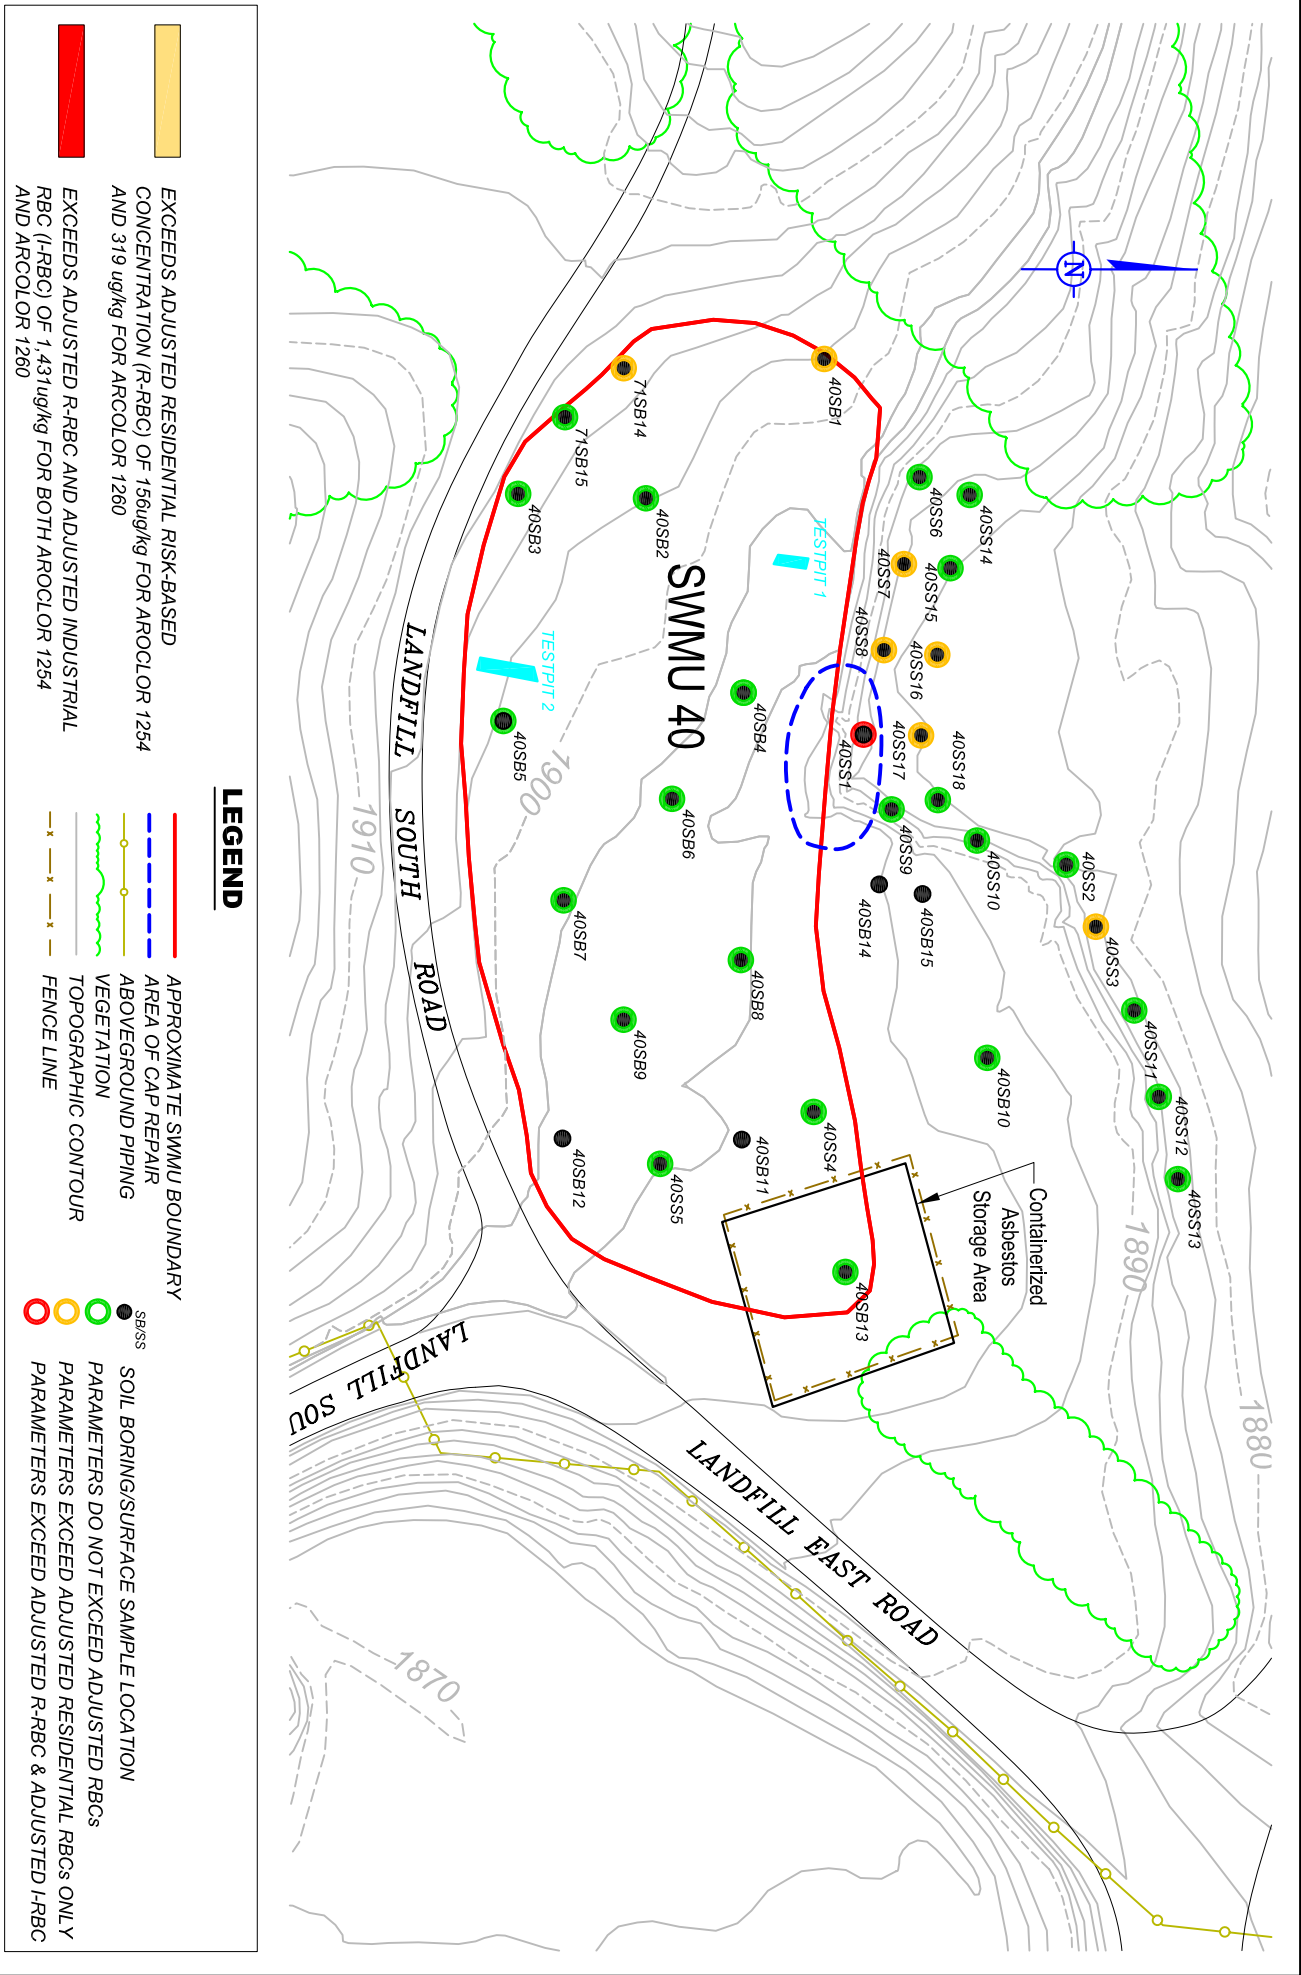 N
40SS14
40SS6
40SS15
40SS7
40SS16
40SS8
40SS18
40SS17
40SS1
40SS9
40SS10
40SS2
40SS3
40SS11
40SS12
40SS13
40SB14
40SB15
40SB10
40SB1
71SB14
71SB15
40SB3
40SB2
TESTPIT 1
SWMU 40
TESTPIT 2
40SB4
40SB5
40SB6
40SB7
40SB8
40SB9
40SS4
40SB11
40SB12
40SS5
40SB13
Containerized
Asbestos
Storage Area
1900
1910
1890
1880
1870
LANDFILL SOUTH ROAD
LANDFILL SOU
LANDFILL EAST ROAD
LEGEND
EXCEEDS ADJUSTED RESIDENTIAL RISK-BASED
CONCENTRATION (R-RBC) OF 156ug/kg FOR AROCLOR 1254
AND 319 ug/kg FOR ARCOLOR 1260
EXCEEDS ADJUSTED R-RBC AND ADJUSTED INDUSTRIAL
RBC (I-RBC) OF 1,431ug/kg FOR BOTH AROCLOR 1254
AND ARCOLOR 1260
APPROXIMATE SWMU BOUNDARY
AREA OF CAP REPAIR
ABOVEGROUND PIPING
VEGETATION
TOPOGRAPHIC CONTOUR
FENCE LINE
SB/SS
SOIL BORING/SURFACE SAMPLE LOCATION
PARAMETERS DO NOT EXCEED ADJUSTED RBCs
PARAMETERS EXCEED ADJUSTED RESIDENTIAL RBCs ONLY
PARAMETERS EXCEED ADJUSTED R-RBC & ADJUSTED I-RBC